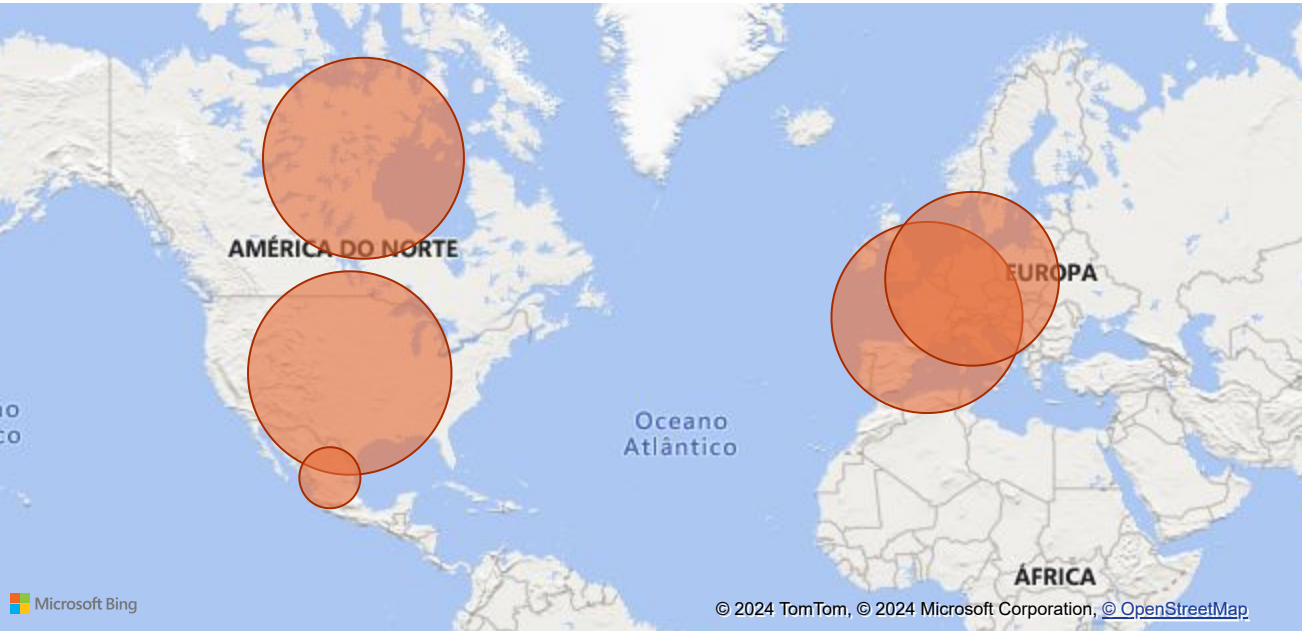 AMÉRICA DO NORTE
EUROPA
Oceano
Atlântico
ÁFRICA
Microsoft Bing
© 2024 TomTom, © 2024 Microsoft Corporation, © OpenStreetMap